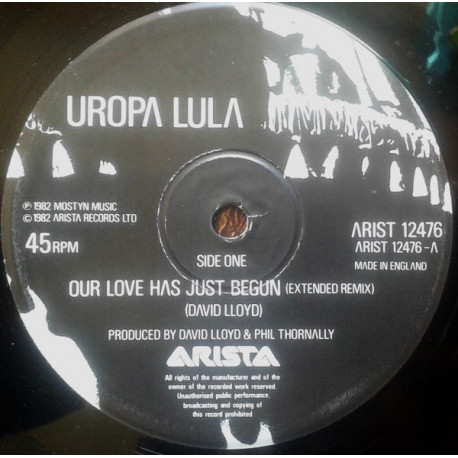 UROPA LULA
℗ 1982 MOSTYN MUSIC
© 1982 ARISTA RECORDS LTD
45 RPM
SIDE ONE
ARIST 12476
ARIST 12476-A
MADE IN ENGLAND
OUR LOVE HAS JUST BEGUN (EXTENDED REMIX)
(DAVID LLOYD)
PRODUCED BY DAVID LLOYD & PHIL THORNALLY
ARISTA
All rights of the manufacturer and of the
owner of the recorded work reserved.
Unauthorised public performance,
broadcasting and copying of
this record prohibited